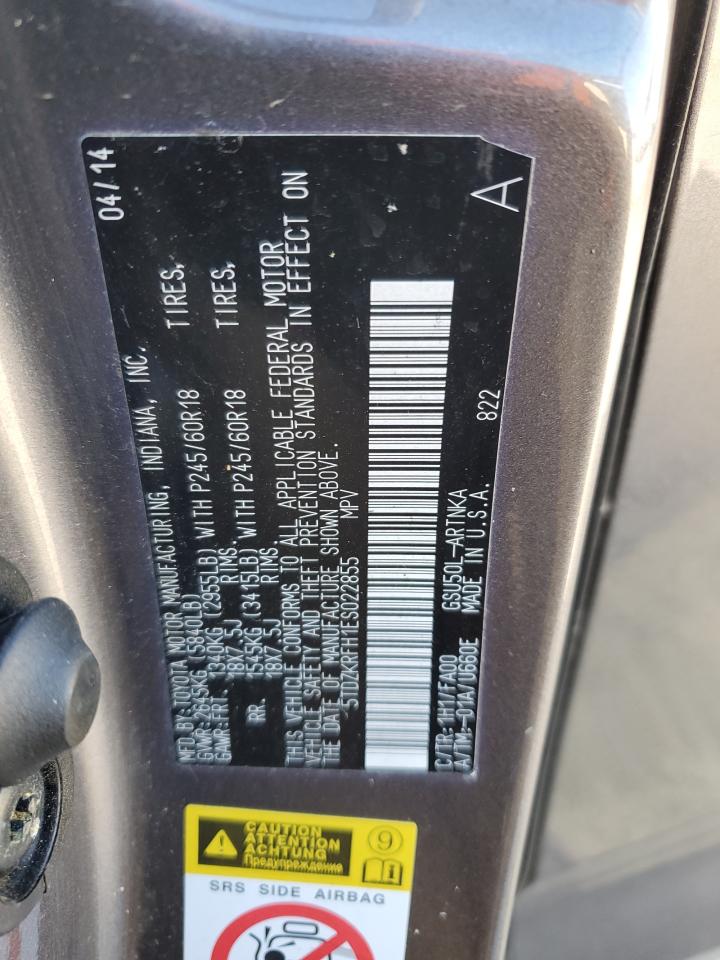 MFD. BY: TOYOTA MOTOR MANUFACTURING, INDIANA, INC. 04/14
GVWR: 2645KG (5840LB)
GAWR: FRT. 1340KG (2955LB) WITH P245/60R18 TIRES,
18X7.5J RIMS.
RR. 1545KG (3415LB) WITH P245/60R18 TIRES,
18X7.5J RIMS.
THIS VEHICLE CONFORMS TO ALL APPLICABLE FEDERAL MOTOR
VEHICLE SAFETY AND THEFT PREVENTION STANDARDS IN EFFECT ON
THE DATE OF MANUFACTURE SHOWN ABOVE.
5TDZKRFH1ES022855 MPV
C/TR: 1H1/FA00 GSU50L-ARTNKA 822
A/TM: -01A/U660E MADE IN U.S.A.
A
CAUTION
ATTENTION
ACHTUNG
Предупреждение
9
i
SRS SIDE AIRBAG